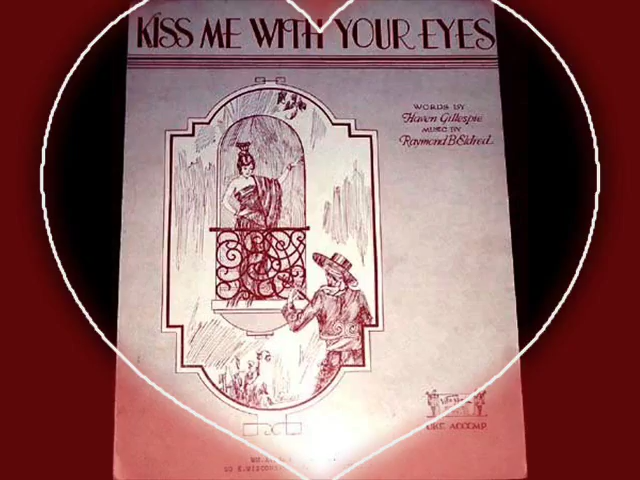 KISS ME WITH YOUR EYES
WORDS BY
Haven Gillespie
MUSIC BY
Raymond B. Eldred
UKE ACCOMP.